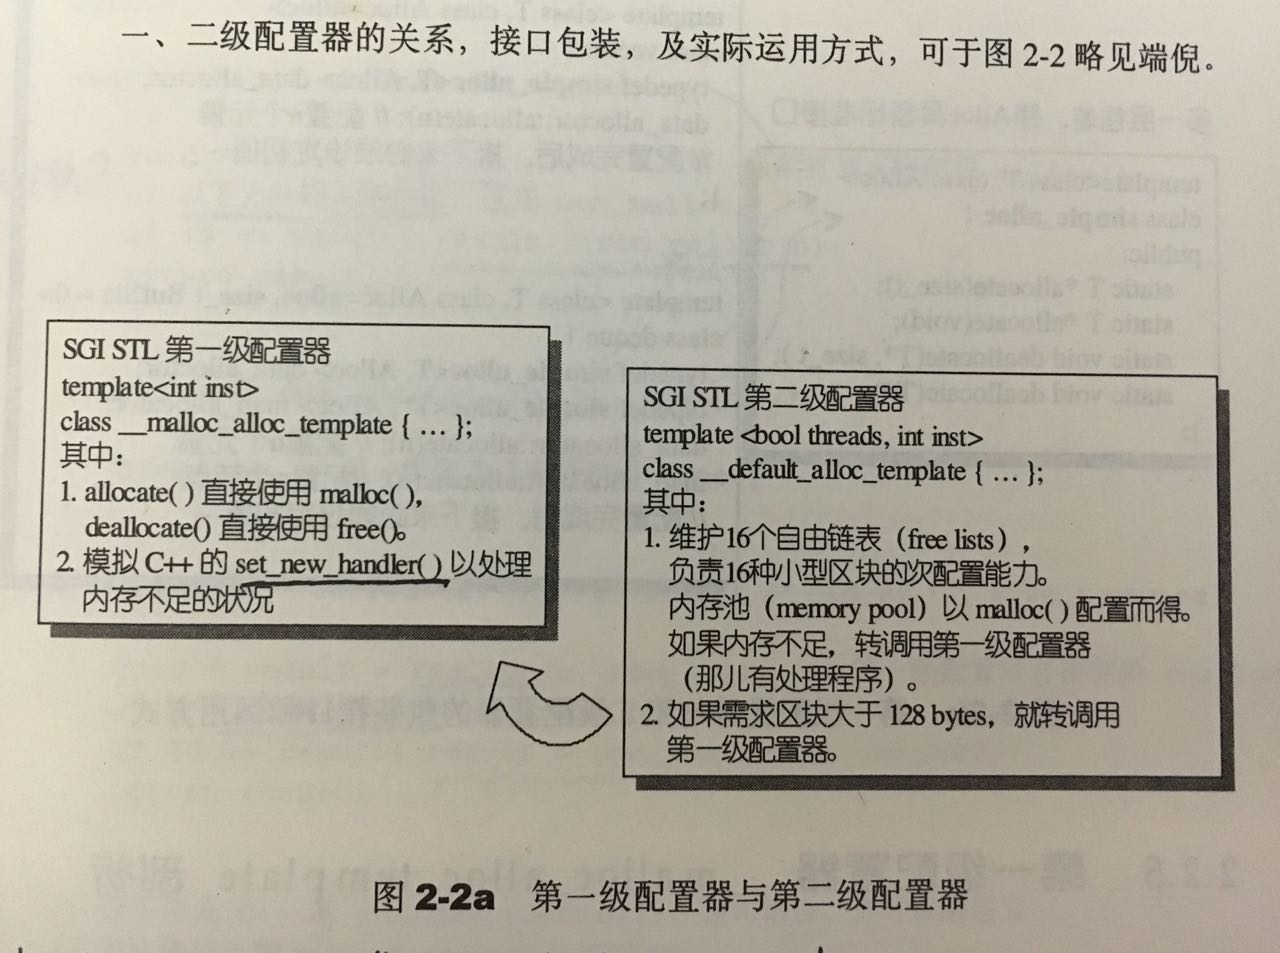 一、二级配置器的关系，接口包装，及实际运用方式，可于图 2-2 略见端倪。
SGI STL 第一级配置器
template<int inst>
class __malloc_alloc_template { … };
其中：
1. allocate( ) 直接使用 malloc( ),
deallocate() 直接使用 free()。
2. 模拟 C++ 的 set_new_handler( ) 以处理
内存不足的状况
SGI STL 第二级配置器
template <bool threads, int inst>
class __default_alloc_template { … };
其中：
1. 维护16个自由链表（free lists），
负责16种小型区块的次配置能力。
内存池（memory pool）以 malloc( ) 配置而得。
如果内存不足，转调用第一级配置器
（那儿有处理程序）。
2. 如果需求区块大于 128 bytes，就转调用
第一级配置器。
图 2-2a 第一级配置器与第二级配置器